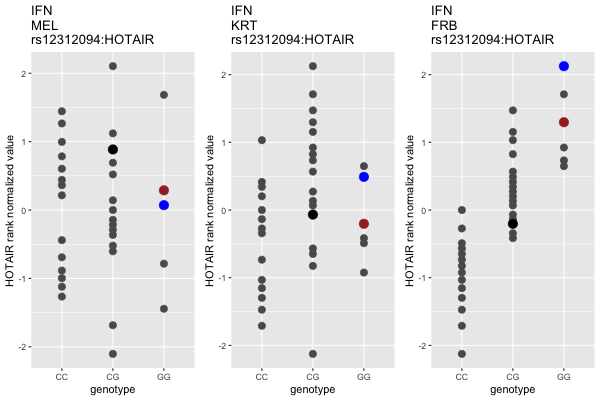 IFN
MEL
rs12312094:HOTAIR
HOTAIR rank normalized value
2
1
0
-1
-2
CC CG GG
genotype
IFN
KRT
rs12312094:HOTAIR
HOTAIR rank normalized value
2
1
0
-1
-2
CC CG GG
genotype
IFN
FRB
rs12312094:HOTAIR
HOTAIR rank normalized value
2
1
0
-1
-2
CC CG GG
genotype